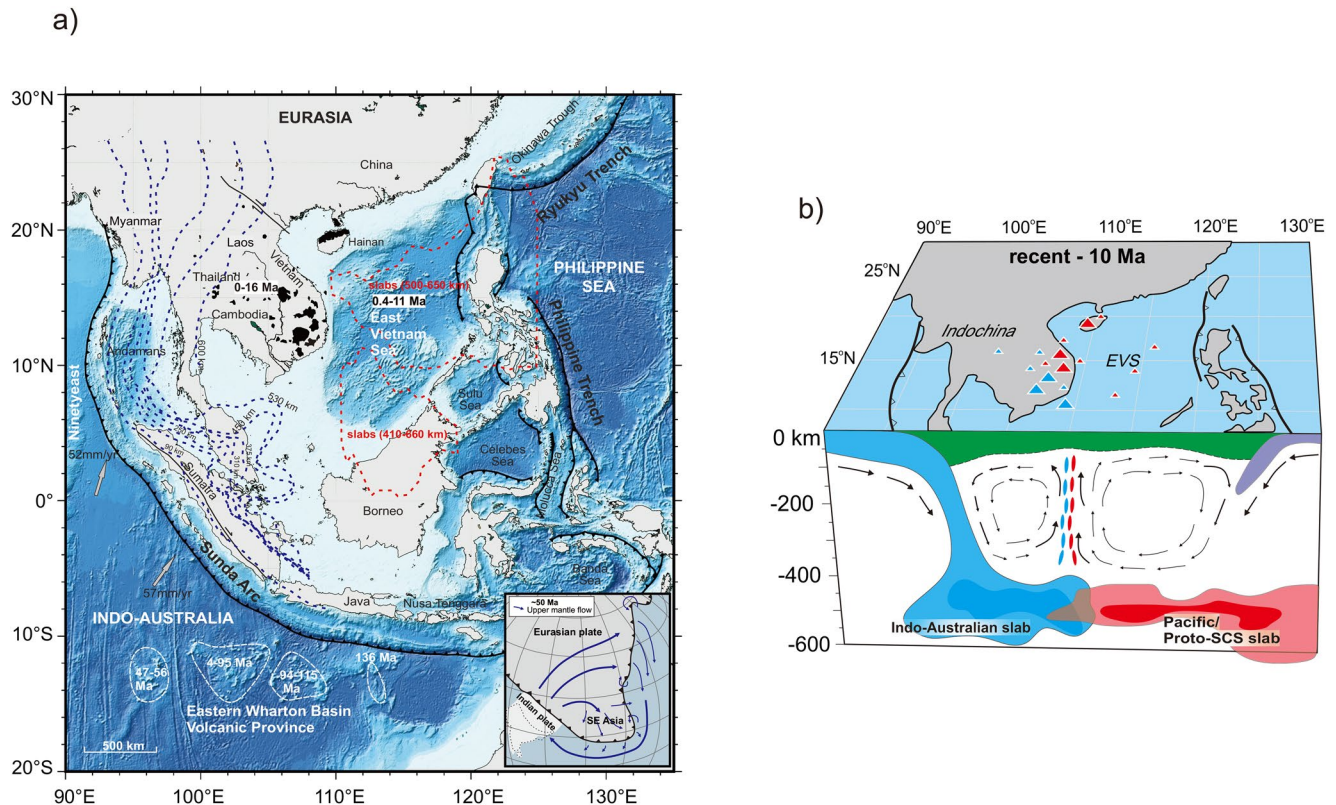 a)
30°N
20°N
10°N
0°
10°S
20°S
90°E
100°E
110°E
120°E
130°E
EURASIA
China
Okinawa Trough
Ryukyu Trench
Myanmar
Laos
Hainan
Vietnam
Thailand
0-16 Ma
Cambodia
slabs (500-650 km)
0.4-11 Ma
East
Vietnam
Sea
PHILIPPINE
SEA
Philippine Trench
Andamans
600 km
530 km
Ninetyeast
Sulu
Sea
slabs (410-660 km)
Celebes
Sea
Molucca Sea
52mm/yr
Sumatra
Borneo
Sunda Arc
57mm/yr
Banda
Sea
Java
Nusa Tenggara
INDO-AUSTRALIA
47-56
Ma
4-95 Ma
94-115
Ma
136 Ma
Eastern Wharton Basin
Volcanic Province
500 km
~50 Ma
Upper mantle flow
Eurasian plate
Indian plate
SE Asia
b)
90°E
100°E
110°E
120°E
130°E
25°N
15°N
recent - 10 Ma
Indochina
EVS
0 km
-200
-400
-600
Indo-Australian slab
Pacific/
Proto-SCS slab